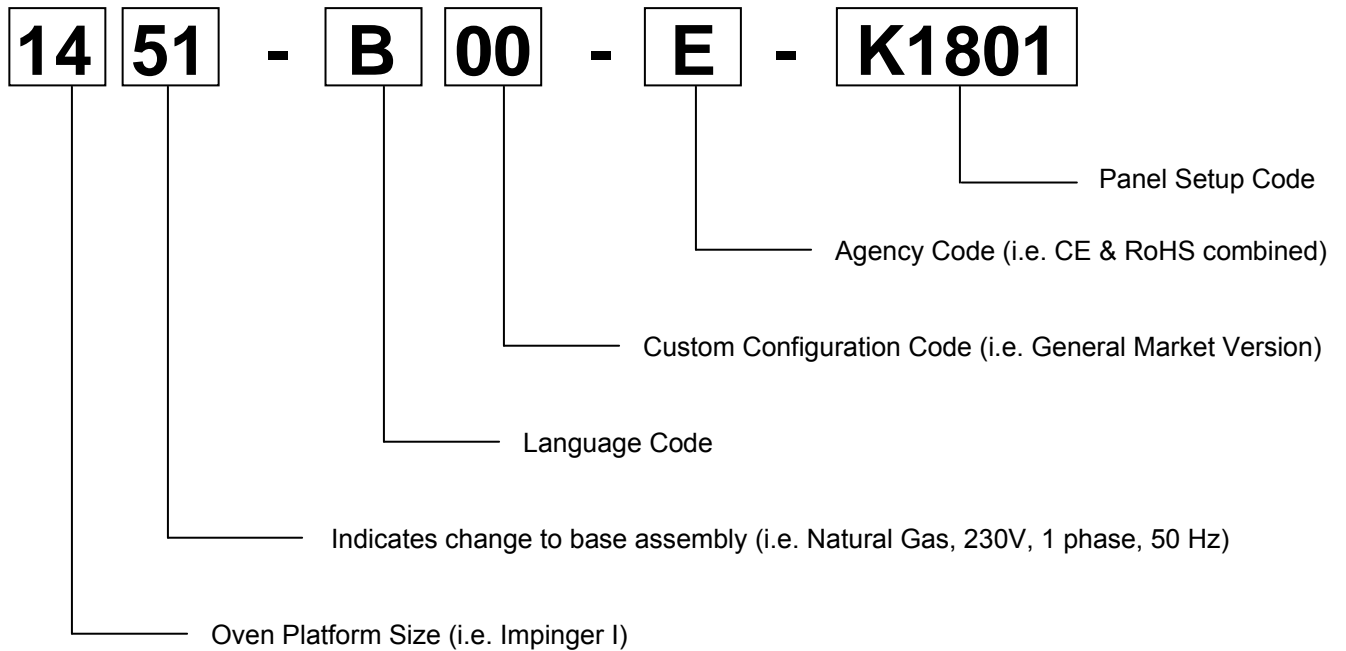 14 51 - B 00 - E - K1801
Panel Setup Code
Agency Code (i.e. CE & RoHS combined)
Custom Configuration Code (i.e. General Market Version)
Language Code
Indicates change to base assembly (i.e. Natural Gas, 230V, 1 phase, 50 Hz)
Oven Platform Size (i.e. Impinger I)